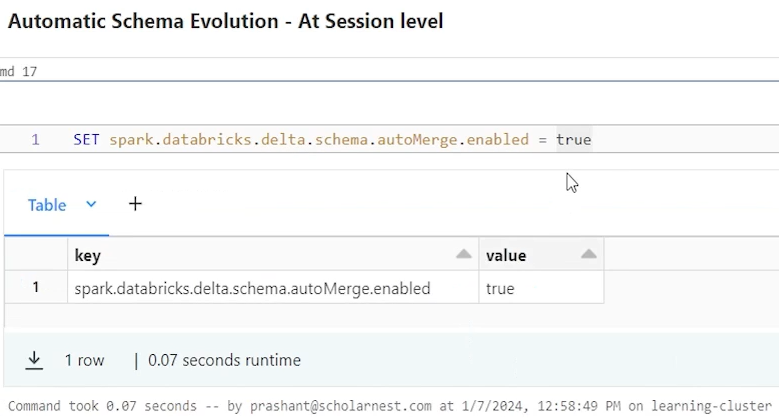 Automatic Schema Evolution - At Session level
md 17
1 SET spark.databricks.delta.schema.autoMerge.enabled = true
Table +
key value
1 spark.databricks.delta.schema.autoMerge.enabled true
1 row | 0.07 seconds runtime
Command took 0.07 seconds -- by prashant@scholarnest.com at 1/7/2024, 12:58:49 PM on learning-cluster